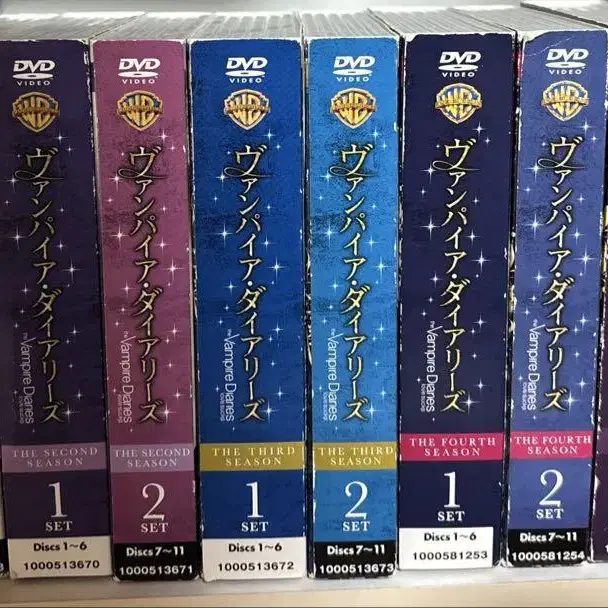 DVD
VIDEO
WB
ヴァンパイア・ダイアリーズ
The Vampire Diaries
THE SECOND
SEASON
1
SET
Discs 1～6
1000513670
DVD
VIDEO
WB
ヴァンパイア・ダイアリーズ
The Vampire Diaries
THE SECOND
SEASON
2
SET
Discs 7～11
1000513671
DVD
VIDEO
WB
ヴァンパイア・ダイアリーズ
The Vampire Diaries
THE THIRD
SEASON
1
SET
Discs 1～6
1000513672
DVD
VIDEO
WB
ヴァンパイア・ダイアリーズ
The Vampire Diaries
THE THIRD
SEASON
2
SET
Discs 7～11
1000513673
DVD
VIDEO
WB
ヴァンパイア・ダイアリーズ
The Vampire Diaries
THE FOURTH
SEASON
1
SET
Discs 1～6
1000581253
DVD
VIDEO
WB
ヴァンパイア・ダイアリーズ
The Vampire Diaries
THE FOURTH
SEASON
2
SET
Discs 7～11
1000581254